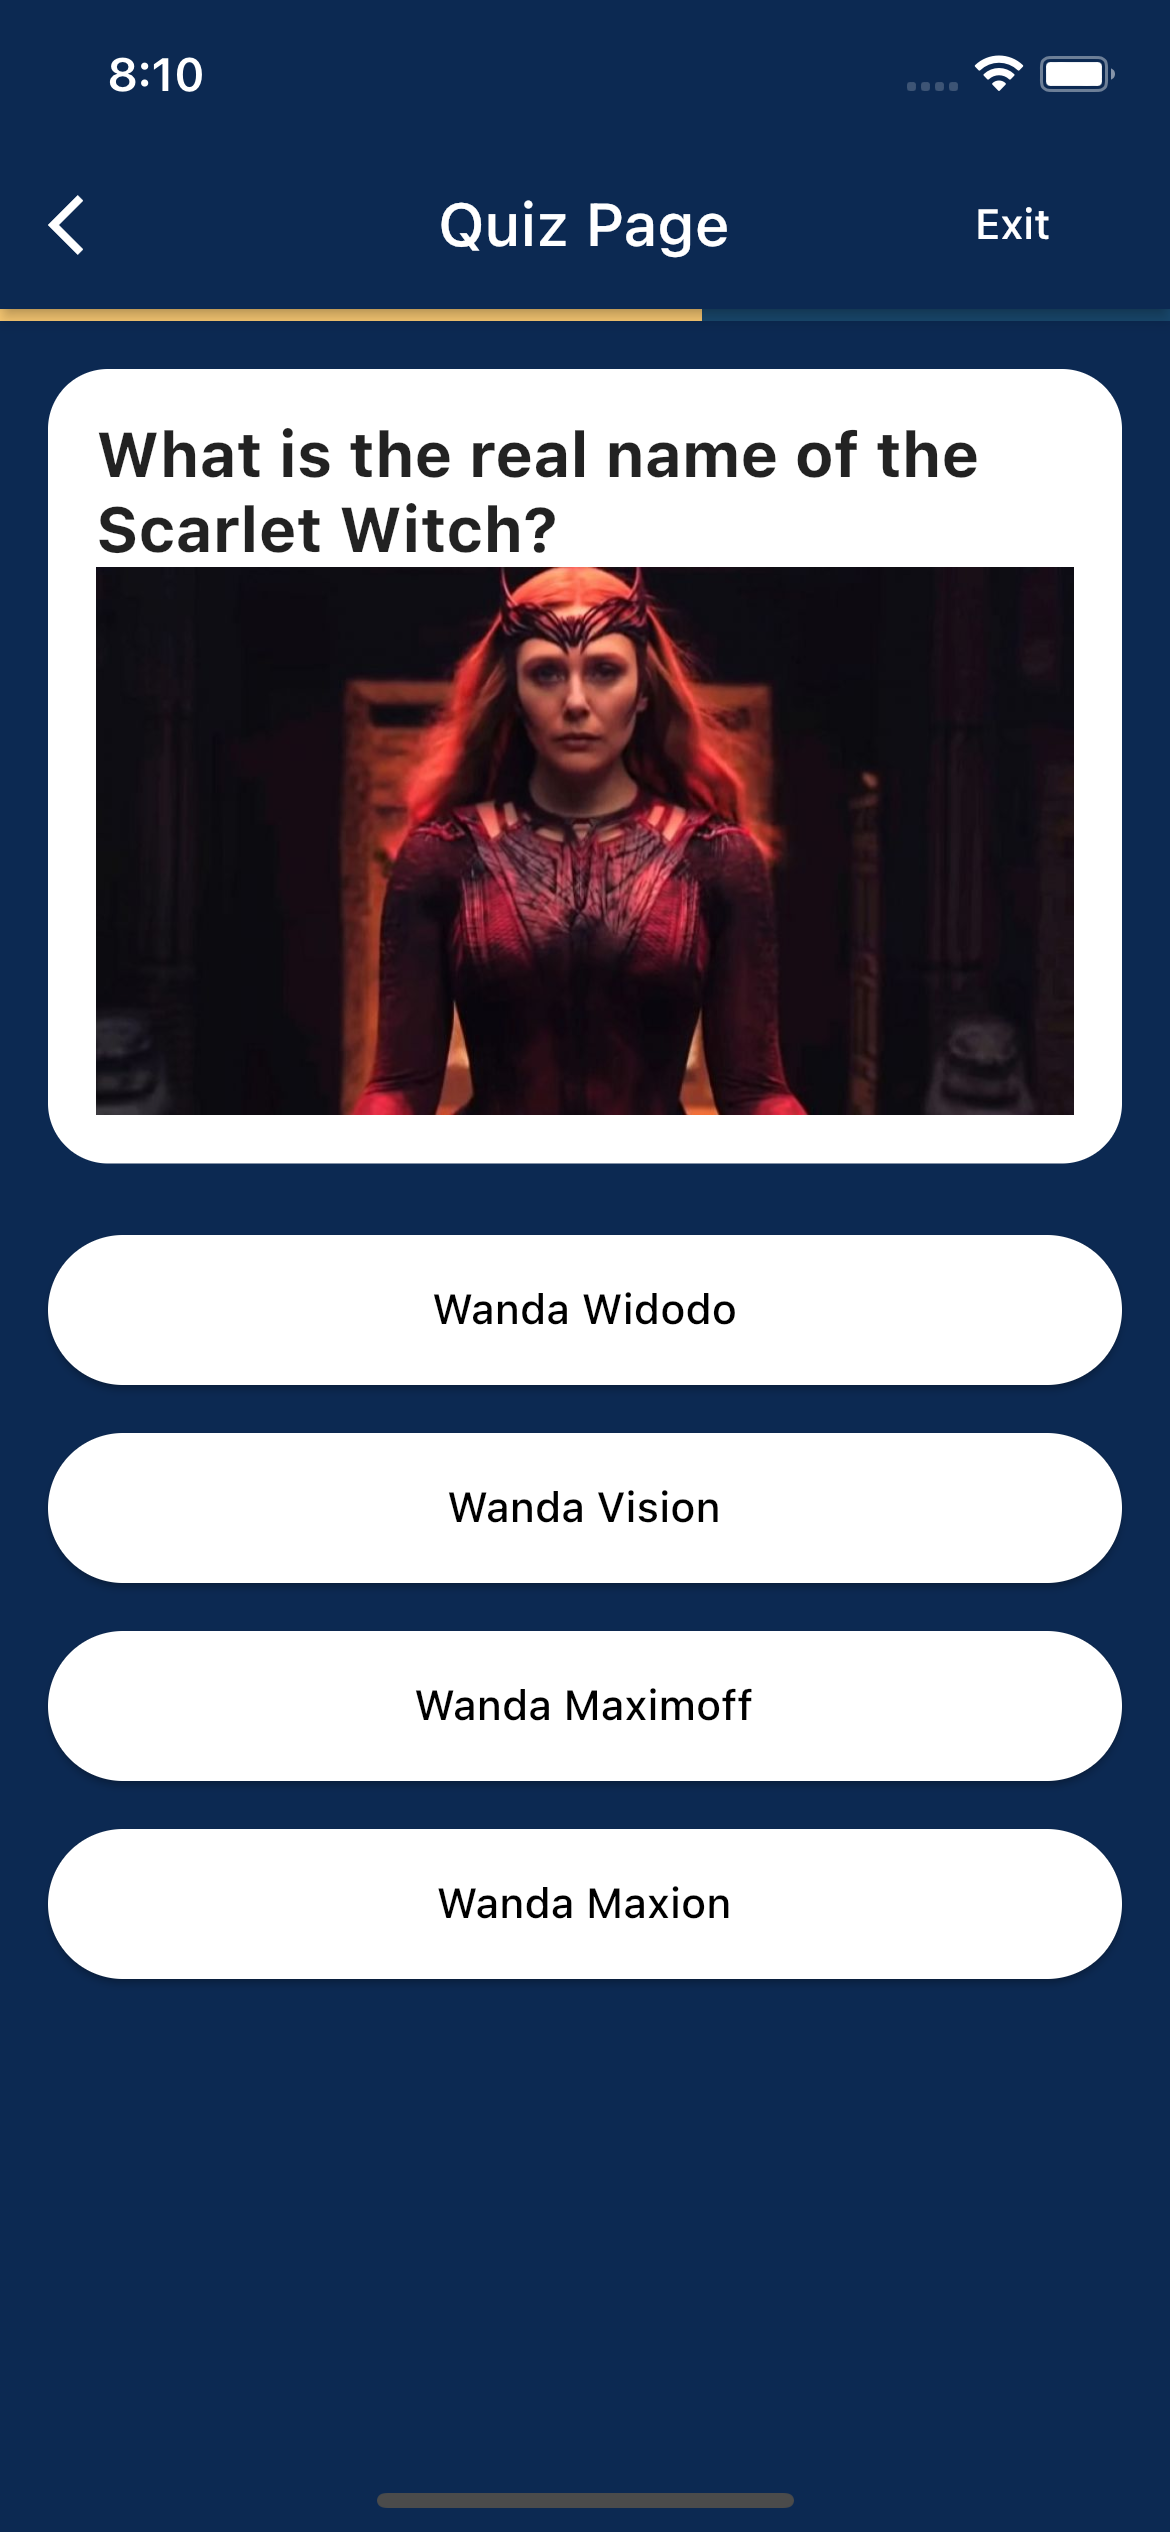 8:10
Quiz Page
Exit
What is the real name of the
Scarlet Witch?
Wanda Widodo
Wanda Vision
Wanda Maximoff
Wanda Maxion